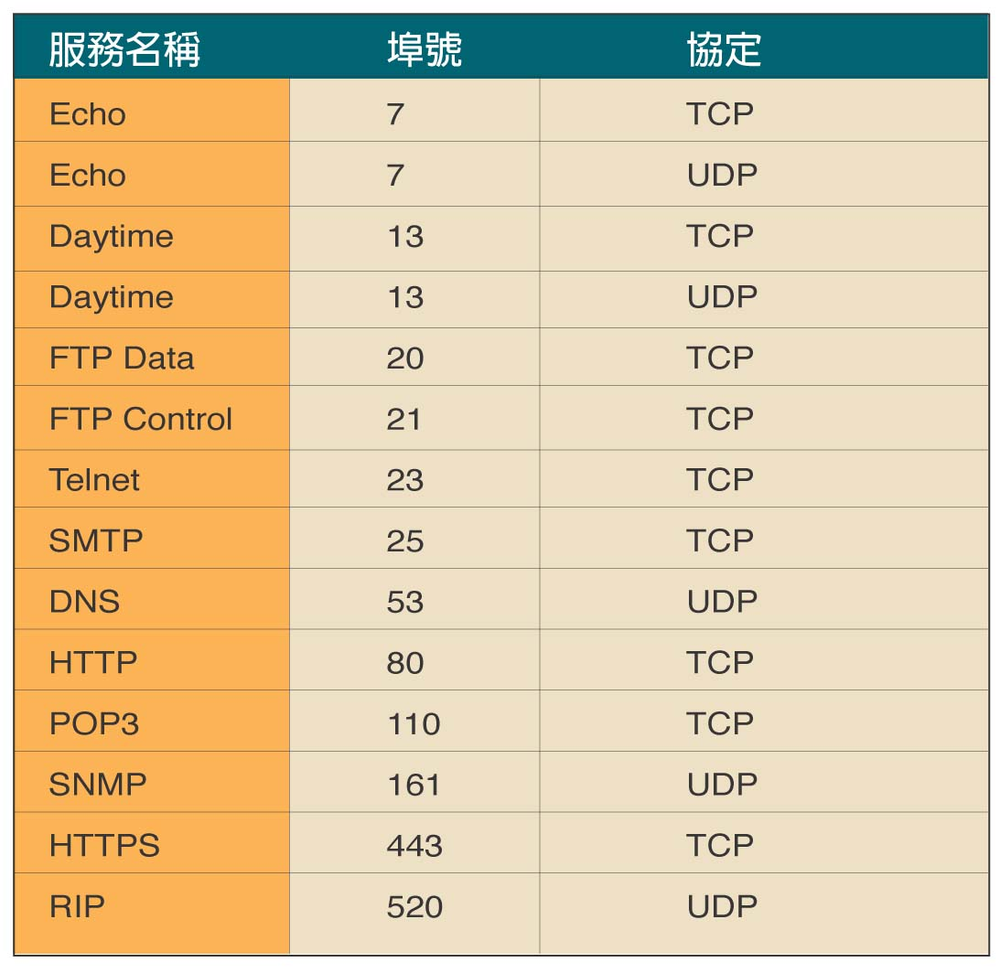 服務名稱 埠號 協定
Echo 7 TCP
Echo 7 UDP
Daytime 13 TCP
Daytime 13 UDP
FTP Data 20 TCP
FTP Control 21 TCP
Telnet 23 TCP
SMTP 25 TCP
DNS 53 UDP
HTTP 80 TCP
POP3 110 TCP
SNMP 161 UDP
HTTPS 443 TCP
RIP 520 UDP